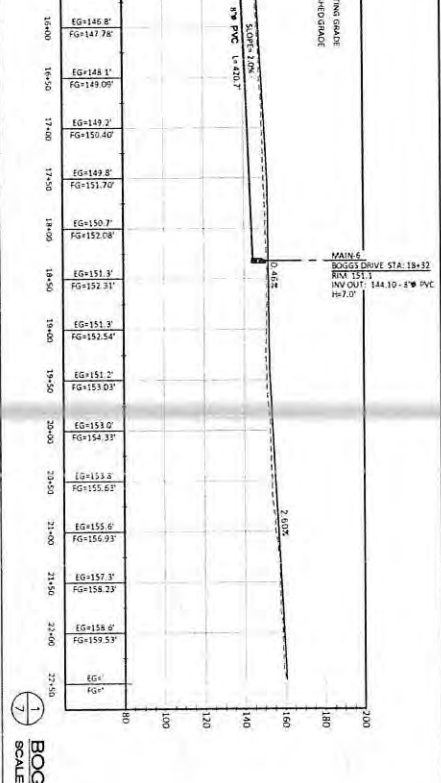 TING GRADE
SHED GRADE
8"Ø PVC L=420.7'
SLOPE= 2.0%
0.46%
2.60%
MAIN-6
BOGGS DRIVE STA: 18+32
RIM: 151.1
INV OUT: 144.10 - 8"Ø PVC
H=7.0'
16+00
EG=146.8'
FG=147.78'
16+50
EG=148.1'
FG=149.09'
17+00
EG=149.2'
FG=150.40'
17+50
EG=149.8'
FG=151.70'
18+00
EG=150.7'
FG=152.08'
18+50
EG=151.3'
FG=152.31'
19+00
EG=151.3'
FG=152.54'
19+50
EG=151.2'
FG=153.03'
20+00
EG=153.0'
FG=154.33'
20+50
EG=153.8'
FG=155.63'
21+00
EG=155.6'
FG=156.93'
21+50
EG=157.3'
FG=158.23'
22+00
EG=158.6'
FG=159.53'
22+50
EG='
FG='
80
100
120
140
160
180
200
1
7
BOG
SCALE